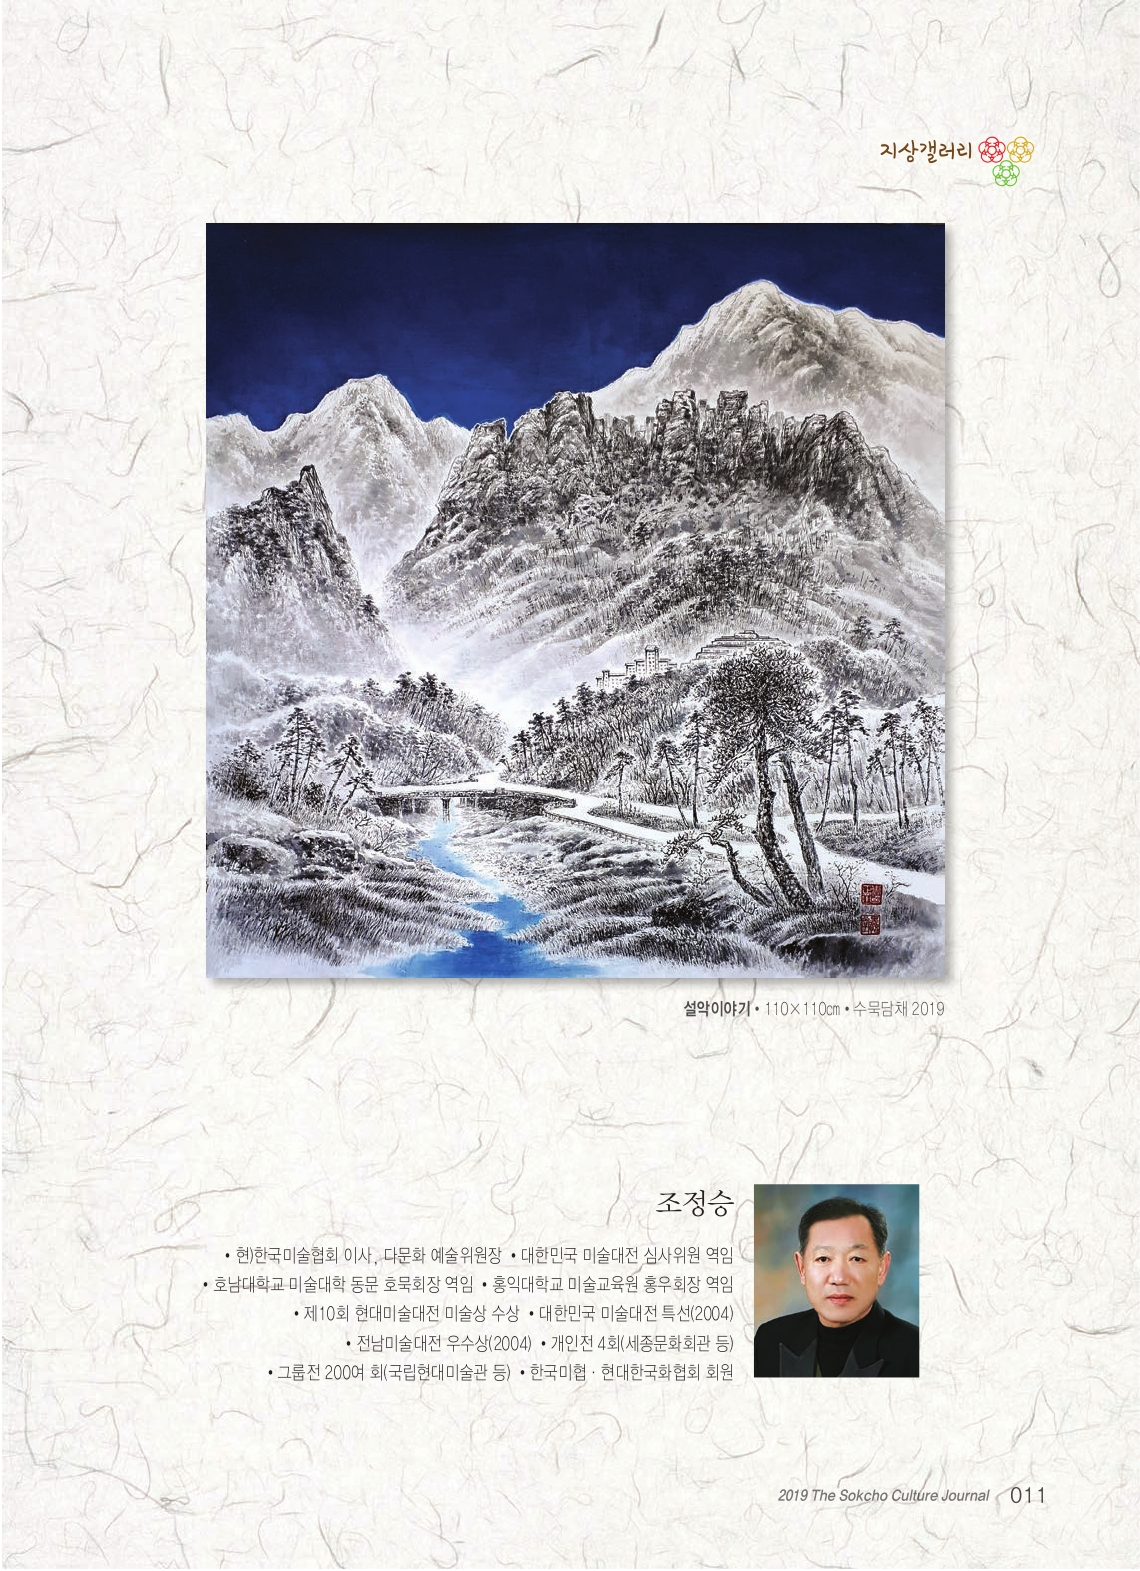 지상갤러리
설악이야기 • 110×110㎝ • 수묵담채 2019
조정승
• 현)한국미술협회 이사, 다문화 예술위원장 • 대한민국 미술대전 심사위원 역임
• 호남대학교 미술대학 동문 호묵회장 역임 • 홍익대학교 미술교육원 홍우회장 역임
• 제10회 현대미술대전 미술상 수상 • 대한민국 미술대전 특선(2004)
• 전남미술대전 우수상(2004) • 개인전 4회(세종문화회관 등)
• 그룹전 200여 회(국립현대미술관 등) • 한국미협 · 현대한국화협회 회원
2019 The Sokcho Culture Journal 011